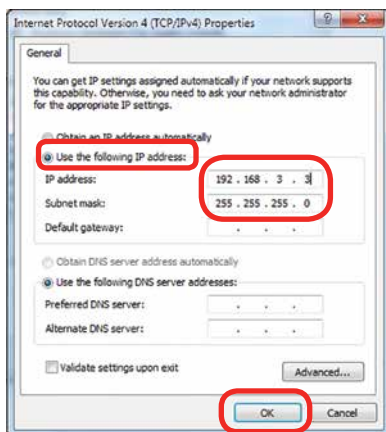 Internet Protocol Version 4 (TCP/IPv4) Properties
General
You can get IP settings assigned automatically if your network supports
this capability. Otherwise, you need to ask your network administrator
for the appropriate IP settings.
Obtain an IP address automatically
Use the following IP address:
IP address: 192 . 168 . 3 . 3
Subnet mask: 255 . 255 . 255 . 0
Default gateway: . . .
Obtain DNS server address automatically
Use the following DNS server addresses:
Preferred DNS server: . . .
Alternate DNS server: . . .
Validate settings upon exit
Advanced...
OK Cancel